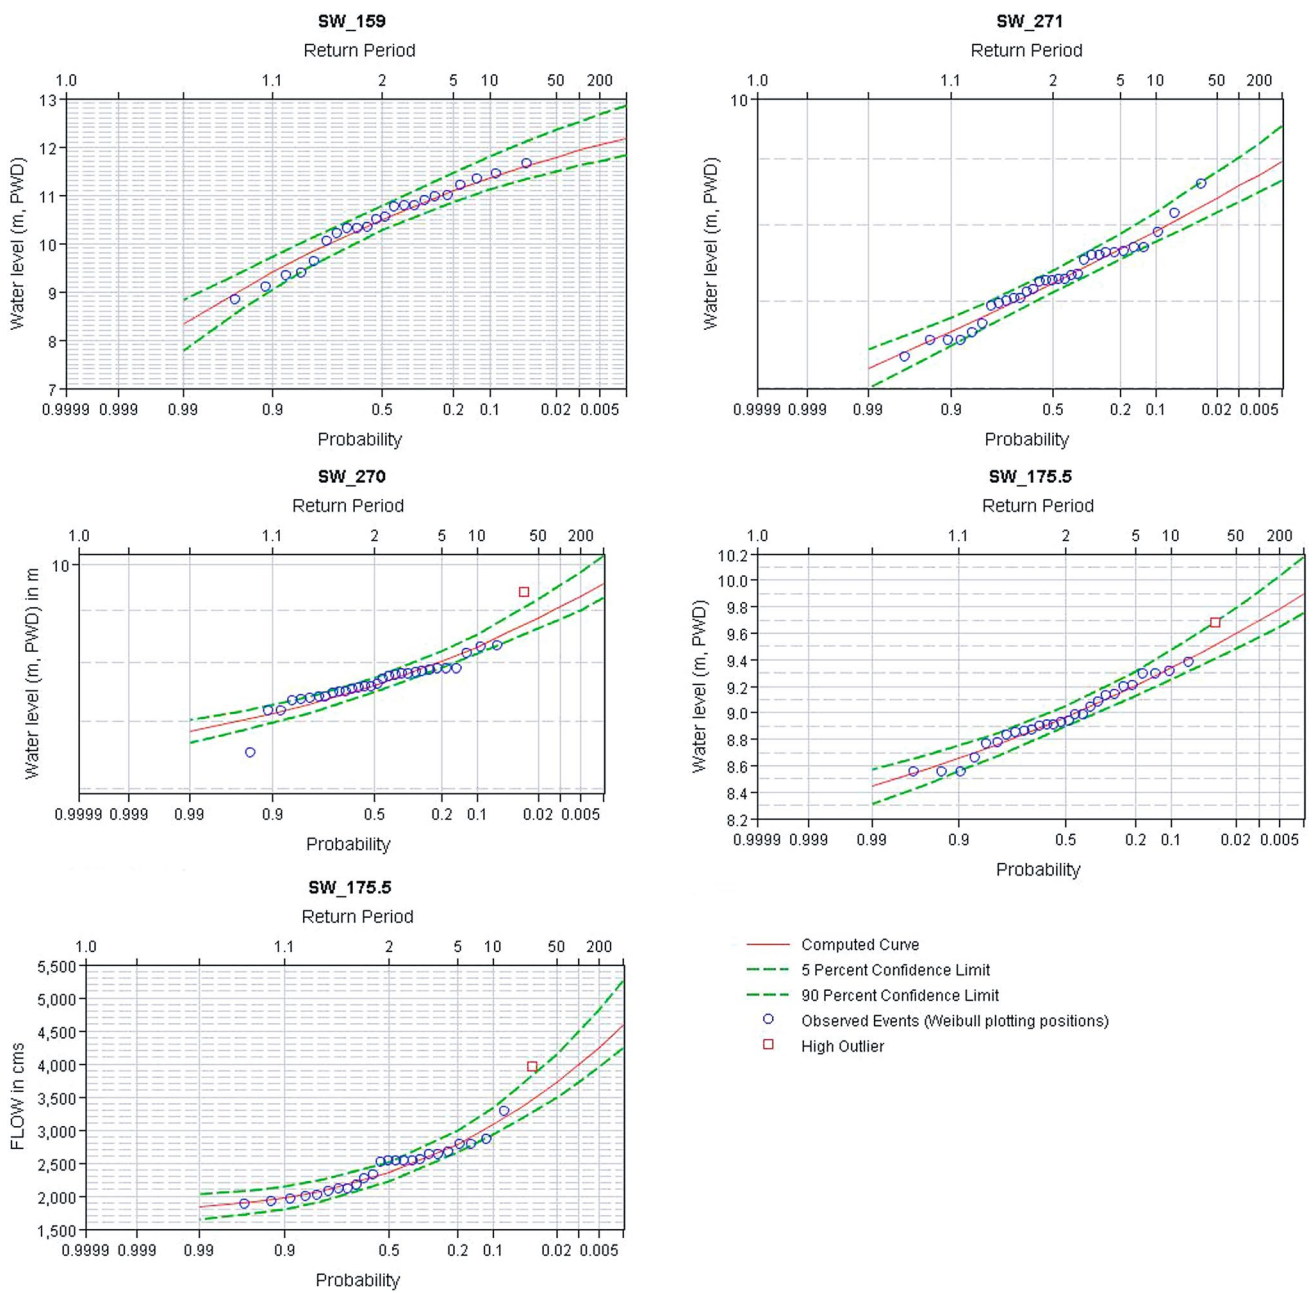 SW_159
Return Period
1.0 1.1 2 5 10 50 200
13
12
11
10
9
8
7
Water level (m, PWD)
0.9999 0.999 0.99 0.9 0.5 0.2 0.1 0.02 0.005
Probability
SW_271
Return Period
1.0 1.1 2 5 10 50 200
10
Water level (m, PWD)
0.9999 0.999 0.99 0.9 0.5 0.2 0.1 0.02 0.005
Probability
SW_270
Return Period
1.0 1.1 2 5 10 50 200
10
Water level (m, PWD) in m
0.9999 0.999 0.99 0.9 0.5 0.2 0.1 0.02 0.005
Probability
SW_175.5
Return Period
1.0 1.1 2 5 10 50 200
10.2
10.0
9.8
9.6
9.4
9.2
9.0
8.8
8.6
8.4
8.2
Water level (m, PWD)
0.9999 0.999 0.99 0.9 0.5 0.2 0.1 0.02 0.005
Probability
SW_175.5
Return Period
1.0 1.1 2 5 10 50 200
5,500
5,000
4,500
4,000
3,500
3,000
2,500
2,000
1,500
FLOW in cms
0.9999 0.999 0.99 0.9 0.5 0.2 0.1 0.02 0.005
Probability
Computed Curve
5 Percent Confidence Limit
90 Percent Confidence Limit
Observed Events (Weibull plotting positions)
High Outlier